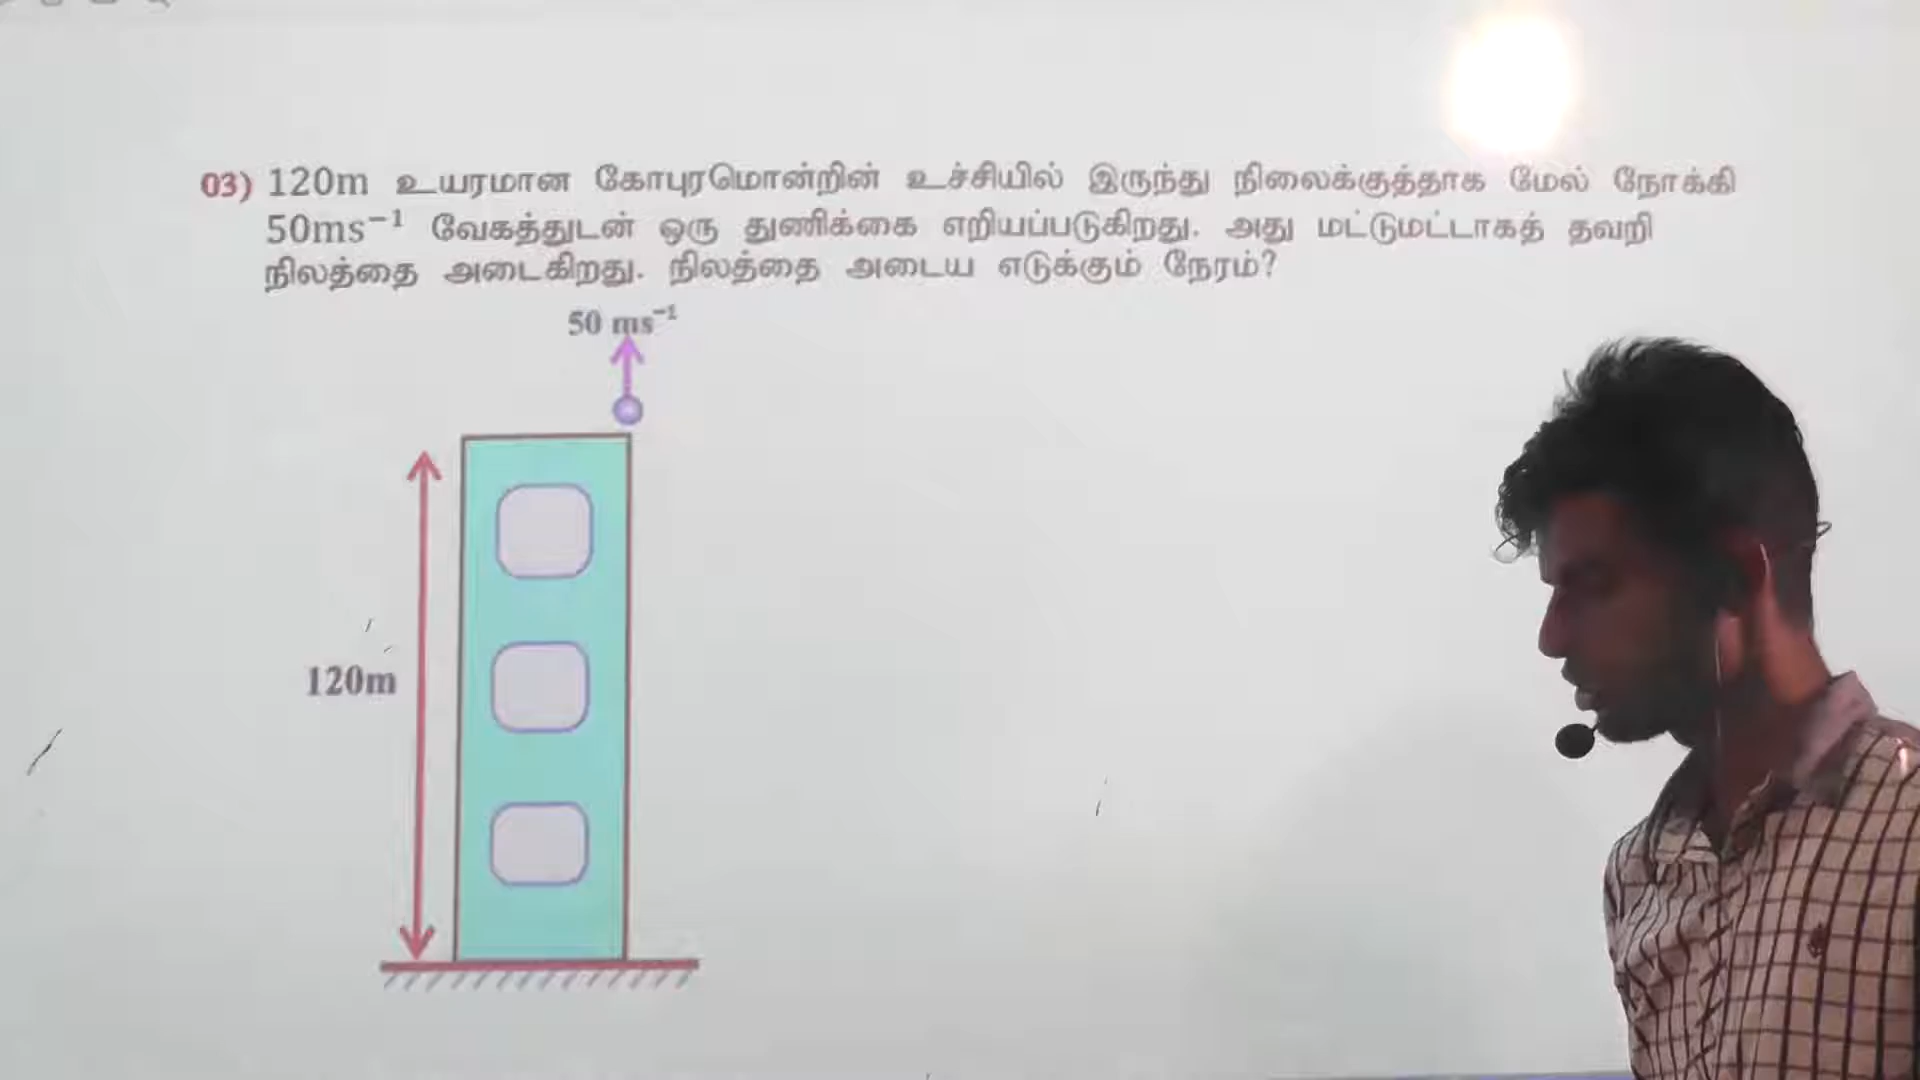 03) 120m உயரமான கோபுரமொன்றின் உச்சியில் இருந்து நிலைக்குத்தாக மேல் நோக்கி
50ms⁻¹ வேகத்துடன் ஒரு துணிக்கை எறியப்படுகிறது. அது மட்டுமட்டாகத் தவறி
நிலத்தை அடைகிறது. நிலத்தை அடைய எடுக்கும் நேரம்?
50 ms⁻¹
120m